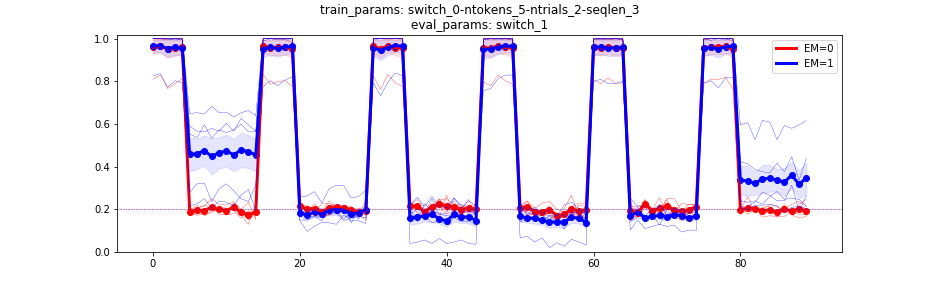 train_params: switch_0-ntokens_5-ntrials_2-seqlen_3
eval_params: switch_1
1.0
0.8
0.6
0.4
0.2
0.0
EM=0
EM=1
0 20 40 60 80